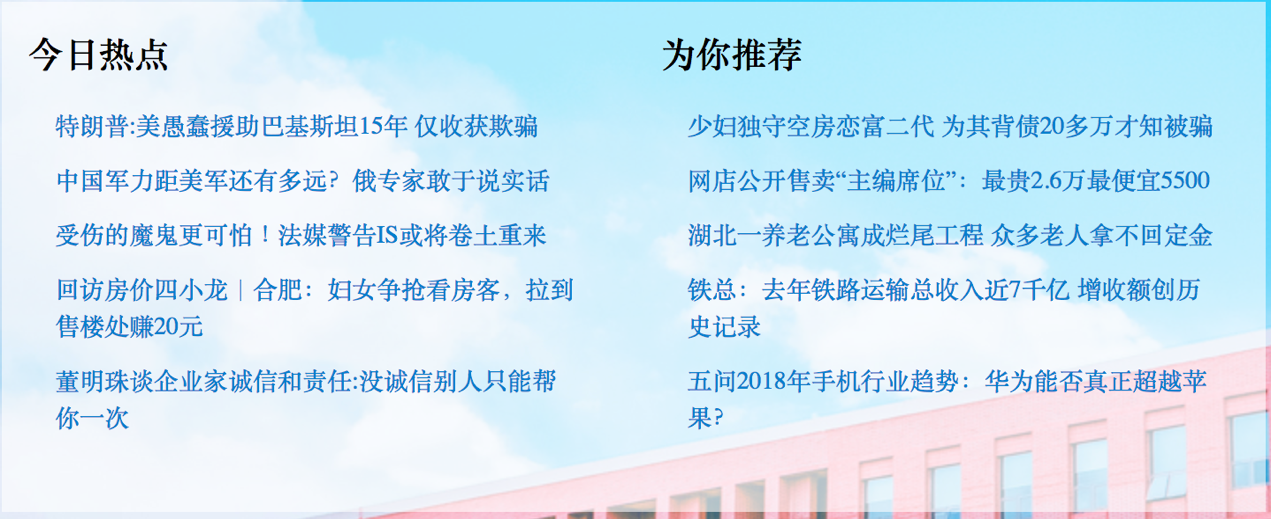 今日热点
特朗普:美愚蠢援助巴基斯坦15年 仅收获欺骗
中国军力距美军还有多远？俄专家敢于说实话
受伤的魔鬼更可怕！法媒警告IS或将卷土重来
回访房价四小龙｜合肥：妇女争抢看房客，拉到
售楼处赚20元
董明珠谈企业家诚信和责任:没诚信别人只能帮
你一次
为你推荐
少妇独守空房恋富二代 为其背债20多万才知被骗
网店公开售卖“主编席位”：最贵2.6万最便宜5500
湖北一养老公寓成烂尾工程 众多老人拿不回定金
铁总：去年铁路运输总收入近7千亿 增收额创历
史记录
五问2018年手机行业趋势：华为能否真正超越苹
果？